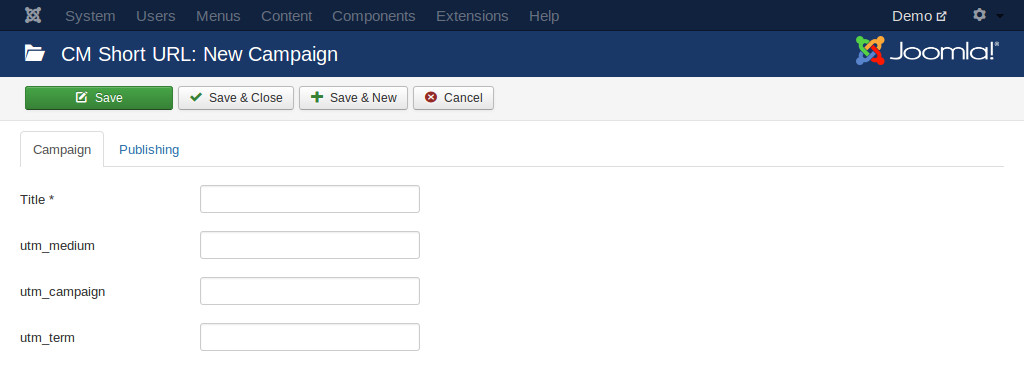 System Users Menus Content Components Extensions Help Demo
CM Short URL: New Campaign Joomla!®
Save Save & Close Save & New Cancel
Campaign Publishing
Title *
utm_medium
utm_campaign
utm_term